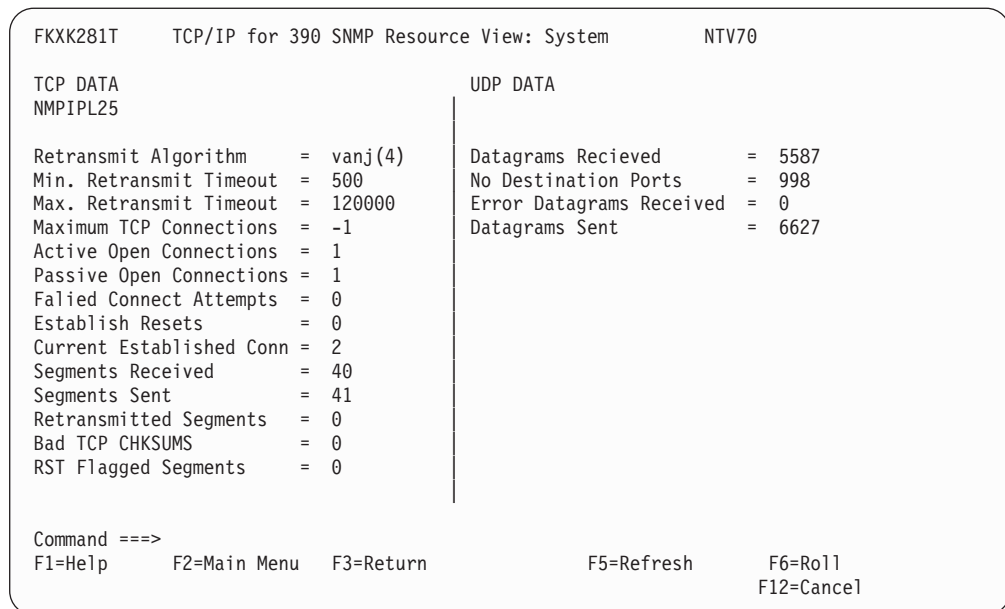 FKXK281T TCP/IP for 390 SNMP Resource View: System NTV70
TCP DATA UDP DATA
NMPIPL25
Retransmit Algorithm = vanj(4) Datagrams Recieved = 5587
Min. Retransmit Timeout = 500 No Destination Ports = 998
Max. Retransmit Timeout = 120000 Error Datagrams Received = 0
Maximum TCP Connections = -1 Datagrams Sent = 6627
Active Open Connections = 1
Passive Open Connections = 1
Falied Connect Attempts = 0
Establish Resets = 0
Current Established Conn = 2
Segments Received = 40
Segments Sent = 41
Retransmitted Segments = 0
Bad TCP CHKSUMS = 0
RST Flagged Segments = 0
Command ===>
F1=Help F2=Main Menu F3=Return F5=Refresh F6=Roll
F12=Cancel